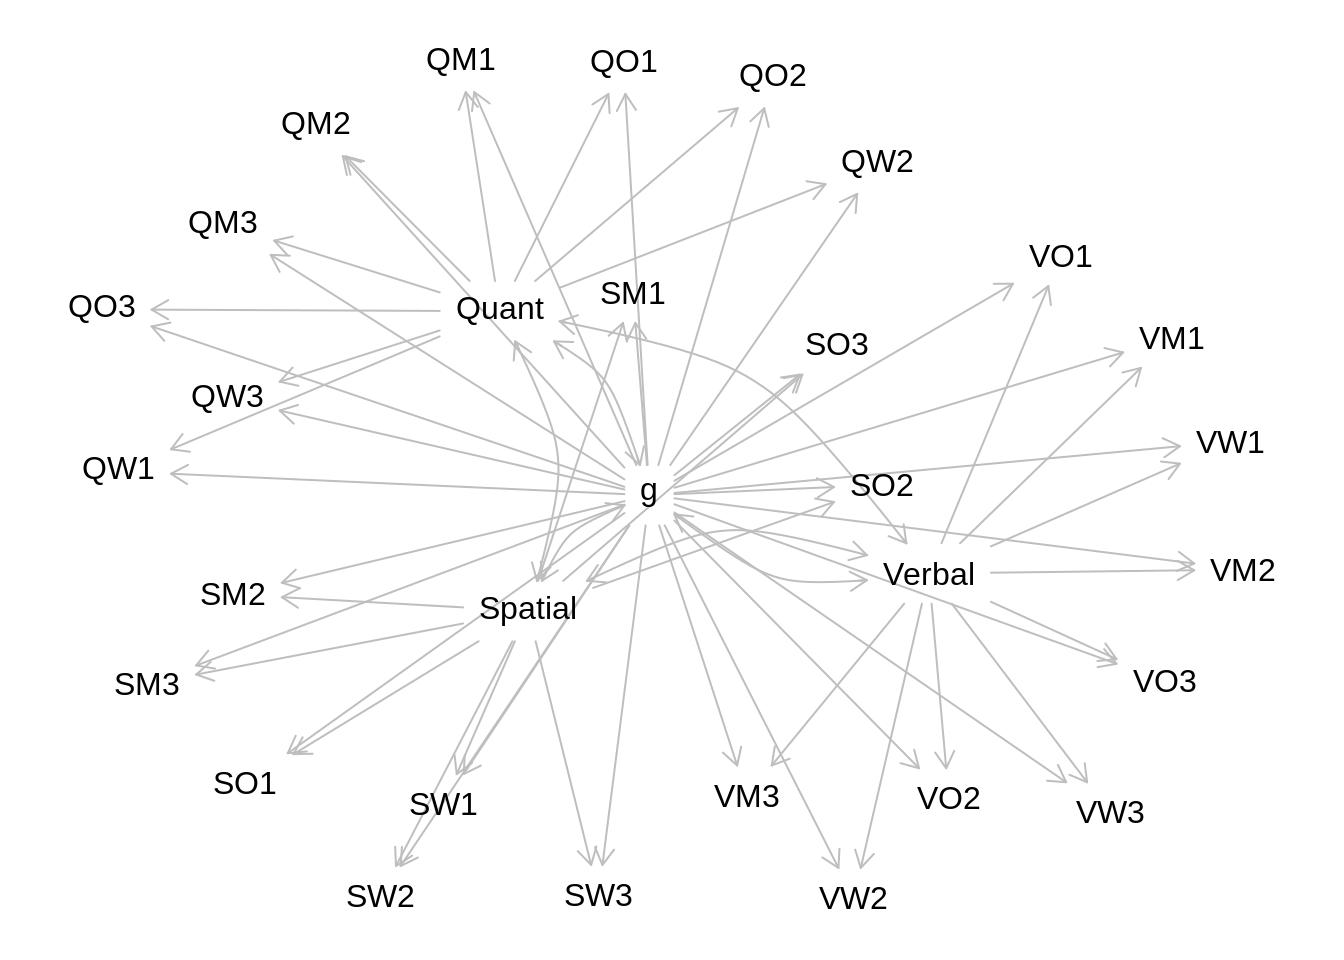 QM1
QO1
QO2
QM2
QW2
QM3
VO1
SM1
QO3
Quant
VM1
SO3
QW3
VW1
QW1
SO2
g
VM2
Verbal
SM2
Spatial
VO3
SM3
SO1
VM3
VO2
SW1
VW3
SW3
SW2
VW2